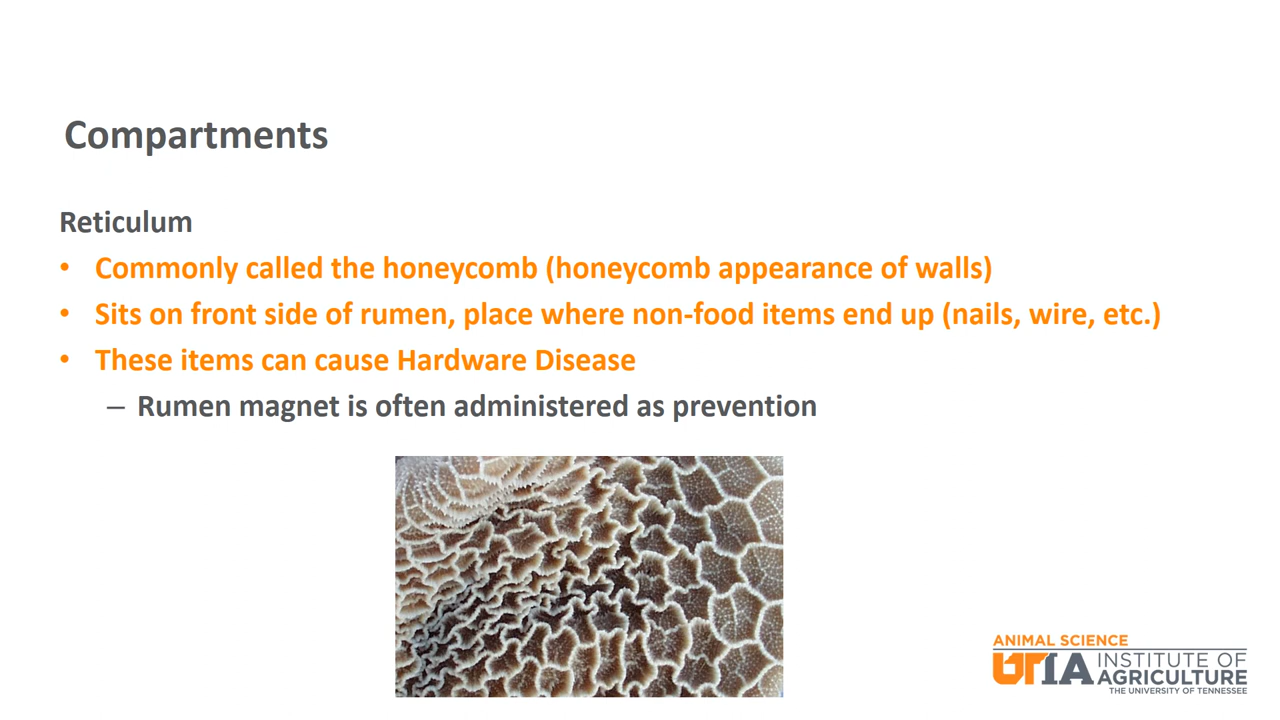 Compartments
Reticulum
• Commonly called the honeycomb (honeycomb appearance of walls)
• Sits on front side of rumen, place where non-food items end up (nails, wire, etc.)
• These items can cause Hardware Disease
– Rumen magnet is often administered as prevention
ANIMAL SCIENCE
UTIA INSTITUTE OF
AGRICULTURE
THE UNIVERSITY OF TENNESSEE